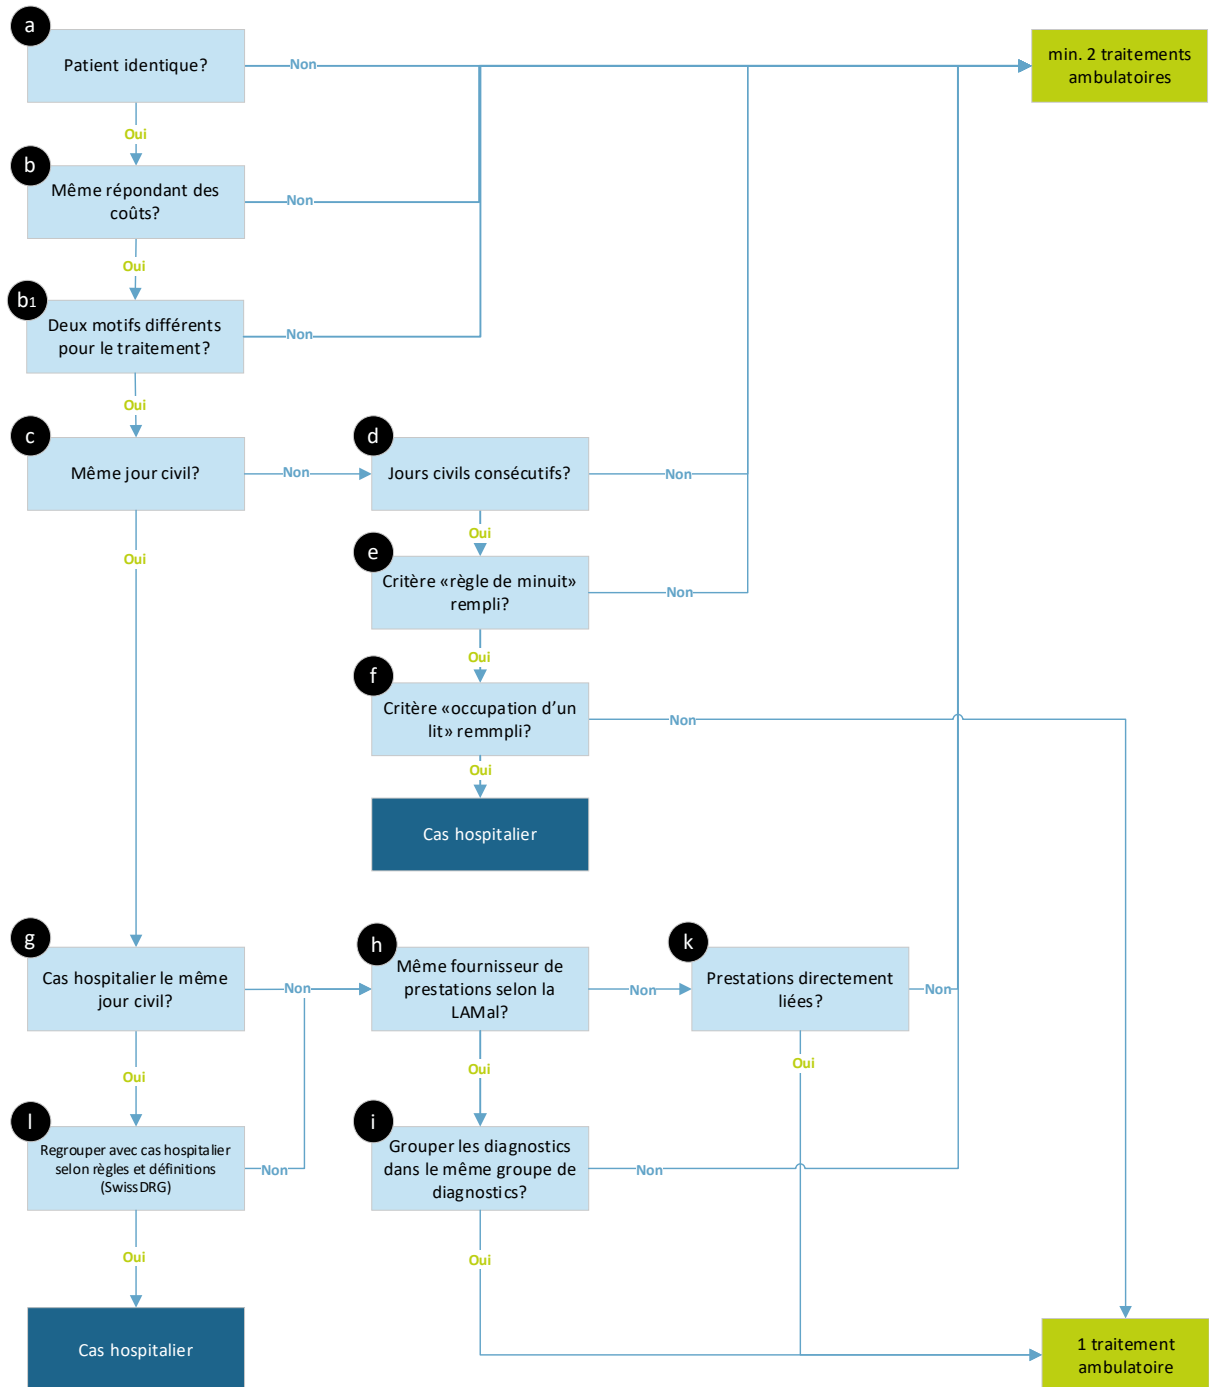 a
Patient identique?
Non
min. 2 traitements
ambulatoires
Oui
b
Même répondant des
coûts?
Non
Oui
b1
Deux motifs différents
pour le traitement?
Non
Oui
c
Même jour civil?
Non
d
Jours civils consécutifs?
Non
Oui
Oui
e
Critère «règle de minuit»
rempli?
Non
Oui
f
Critère «occupation d’un
lit» remmpli?
Non
Oui
Cas hospitalier
g
Cas hospitalier le même
jour civil?
Non
h
Même fournisseur de
prestations selon la
LAMal?
Non
k
Prestations directement
liées?
Non
Oui
Oui
Oui
l
Regrouper avec cas hospitalier
selon règles et définitions
(SwissDRG)
Non
i
Grouper les diagnostics
dans le même groupe de
diagnostics?
Non
Oui
Oui
Cas hospitalier
1 traitement
ambulatoire